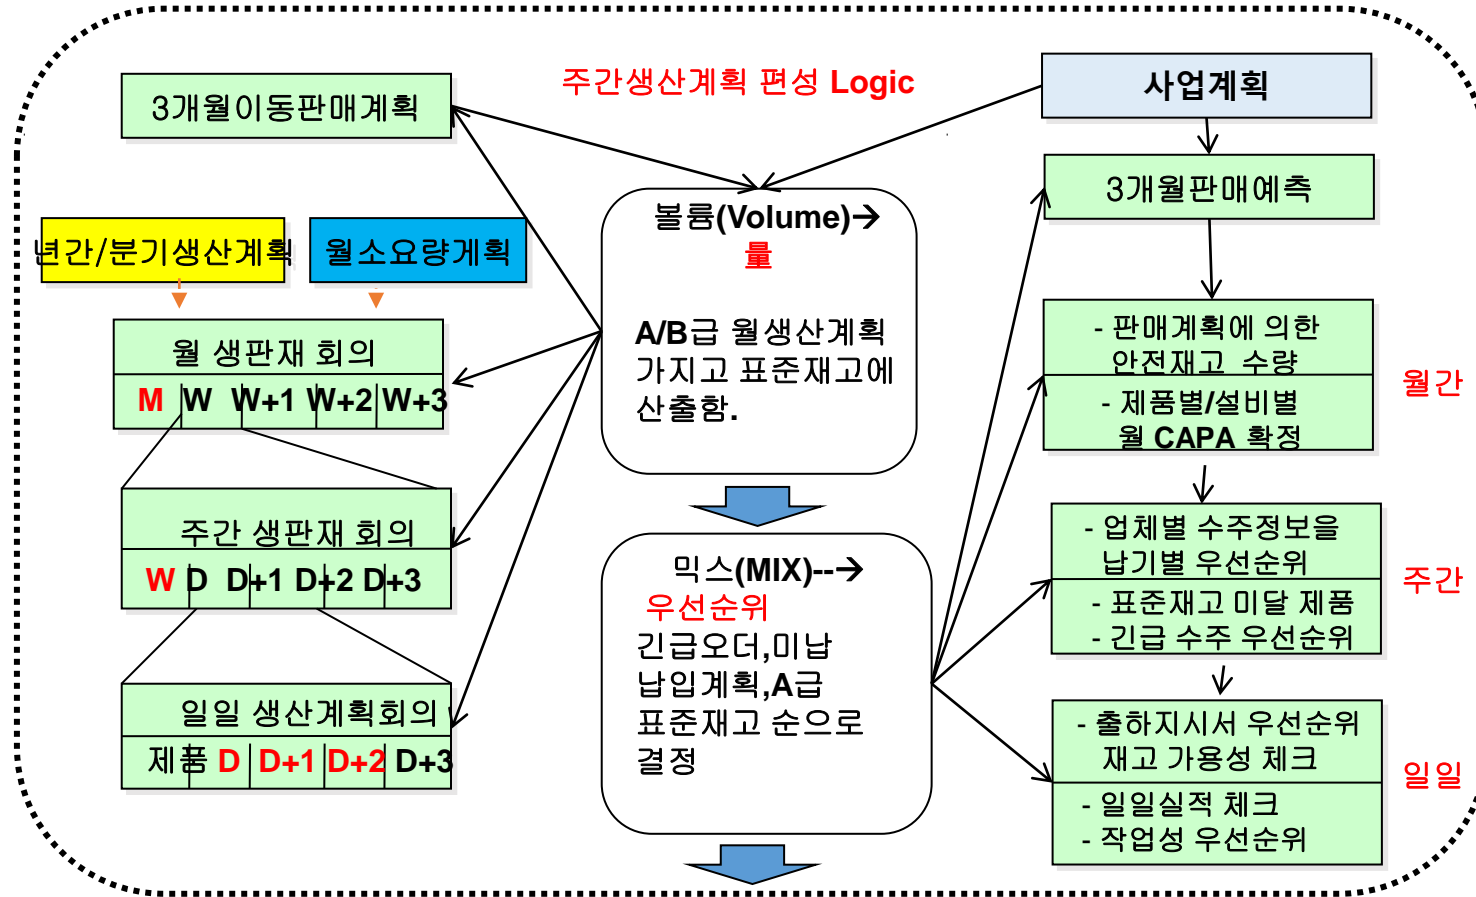 주간생산계획 편성 Logic
3개월이동판매계획
사업계획
3개월판매예측
년간/분기생산계획
월소요량게획
월 생판재 회의
M W W+1 W+2 W+3
주간 생판재 회의
W D D+1 D+2 D+3
일일 생산계획회의
제품 D D+1 D+2 D+3
볼륨(Volume)→
量
A/B급 월생산계획
가지고 표준재고에
산출함.
믹스(MIX)--→
우선순위
긴급오더,미납
납입계획,A급
표준재고 순으로
결정
- 판매계획에 의한
안전재고 수량
- 제품별/설비별
월 CAPA 확정
월간
- 업체별 수주정보을
납기별 우선순위
- 표준재고 미달 제품
- 긴급 수주 우선순위
주간
- 출하지시서 우선순위
재고 가용성 체크
- 일일실적 체크
- 작업성 우선순위
일일